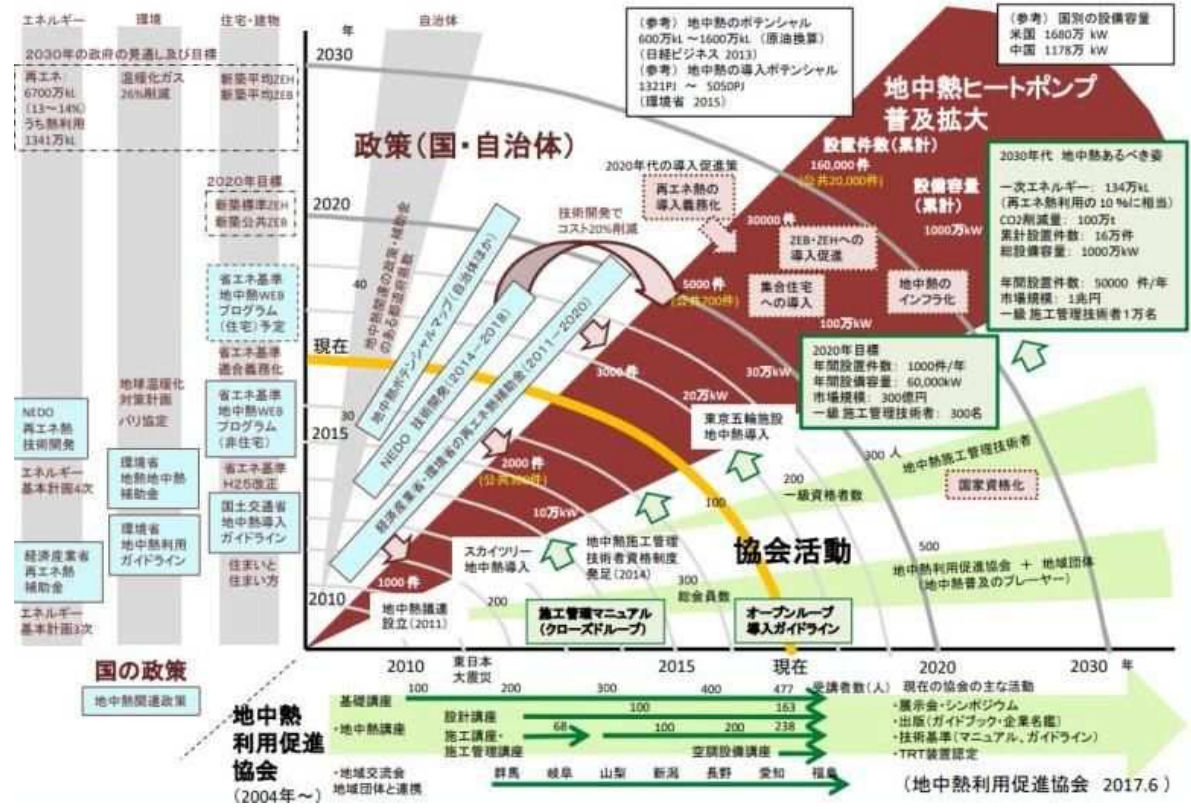 エネルギー
環境
住宅・建物
2030年の政府の見通し及び目標
再エネ
6700万kL
(13~14%)
うち熱利用
1341万kL
温暖化ガス
26%削減
新築平均ZEH
新築平均ZEB
2020年目標
新築標準ZEH
新築公共ZEB
省エネ基準
地中熱WEB
プログラム
(住宅)予定
省エネ基準
適合義務化
地球温暖化
対策計画
パリ協定
省エネ基準
地中熱WEB
プログラム
(非住宅)
NEDO
再エネ熱
技術開発
エネルギー
基本計画4次
環境省
地熱地中熱
補助金
省エネ基準
H25改正
国土交通省
地中熱導入
ガイドライン
環境省
地中熱利用
ガイドライン
経済産業省
再エネ熱
補助金
住まいと
住まい方
エネルギー
基本計画3次
国の政策
地中熱関連政策
年
自治体
2030
2020
現在
2015
2010
40
30
政策(国・自治体)
地中熱関連の政策・補助金
のある都道府県数
地中熱ポテンシャルマップ(自治体ほか)
NEDO 技術開発(2014-2018)
経済産業省・環境省の再エネ熱補助金(2011-2020)
技術開発で
コスト20%削減
(参考) 地中熱のポテンシャル
600万kL ~1600万kL (原油換算)
(日経ビジネス 2013)
(参考) 地中熱の導入ポテンシャル
1321PJ ~ 5050PJ
(環境省 2015)
(参考) 国別の設備容量
米国 1680万 kW
中国 1178万 kW
地中熱ヒートポンプ
普及拡大
設置件数(累計)
160,000 件
(公共20,000件)
設備容量
(累計)
1000万kW
2020年代の導入促進策
再エネ熱の
導入義務化
30000 件
ZEB・ZEHへの
導入促進
5000 件
(公共700件)
集合住宅
への導入
地中熱の
インフラ化
100万kW
3000 件
30万kW
20万kW
2000 件
(公共300件)
10万kW
1000 件
2030年代 地中熱あるべき姿
一次エネルギー: 134万kL
(再エネ熱利用の10%に相当)
CO2削減量: 100万t
累計設置件数: 16万件
総設備容量: 1000万kW
年間設置件数: 50000 件/年
市場規模: 1兆円
一級 施工管理技術者1万名
2020年目標
年間設置件数: 1000件/年
年間設備容量: 60,000kW
市場規模: 300億円
一級 施工管理技術者: 300名
東京五輪施設
地中熱導入
スカイツリー
地中熱導入
地中熱施工管理
技術者資格制度
発足(2014)
地中熱議連
設立(2011)
100
200
一級資格者数
300 人
地中熱施工管理技術者
国家資格化
協会活動
200
300
総会員数
500
地中熱利用促進協会 + 地域団体
(地中熱普及のプレーヤー)
施工管理マニュアル
(クローズドループ)
オープンループ
導入ガイドライン
2010
東日本
大震災
2015
現在
2020
2030
年
地中熱
利用促進
協会
(2004年~)
・地中熱講座
基礎講座
100
200
300
400
477
受講者数(人)
設計講座
100
163
施工講座・
施工管理講座
68
100
200
238
空調設備講座
・地域交流会
地域団体と連携
群馬
岐阜
山梨
新潟
長野
愛知
福島
現在の協会の主な活動
・展示会・シンポジウム
・出版(ガイドブック・企業名鑑)
・技術基準(マニュアル、ガイドライン)
・TRT装置認定
(地中熱利用促進協会 2017.6)